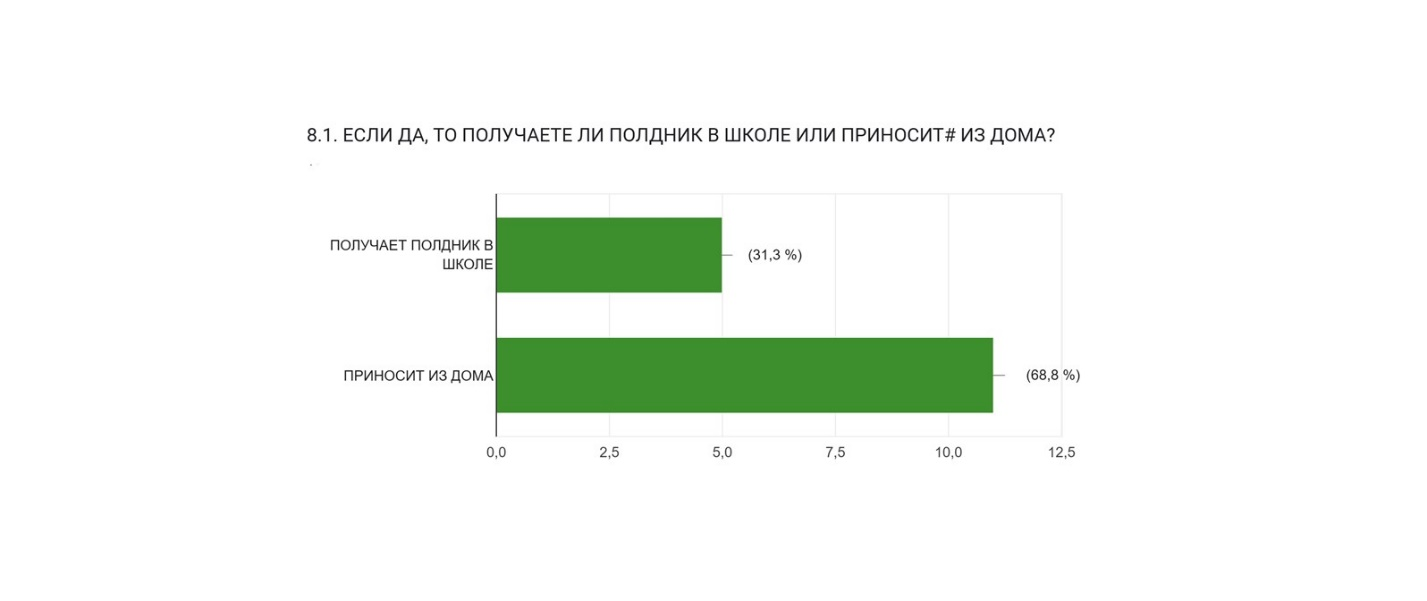 8.1. ЕСЛИ ДА, ТО ПОЛУЧАЕТЕ ЛИ ПОЛДНИК В ШКОЛЕ ИЛИ ПРИНОСИТ# ИЗ ДОМА?
ПОЛУЧАЕТ ПОЛДНИК В
ШКОЛЕ
(31,3 %)
ПРИНОСИТ ИЗ ДОМА
(68,8 %)
0,0 2,5 5,0 7,5 10,0 12,5